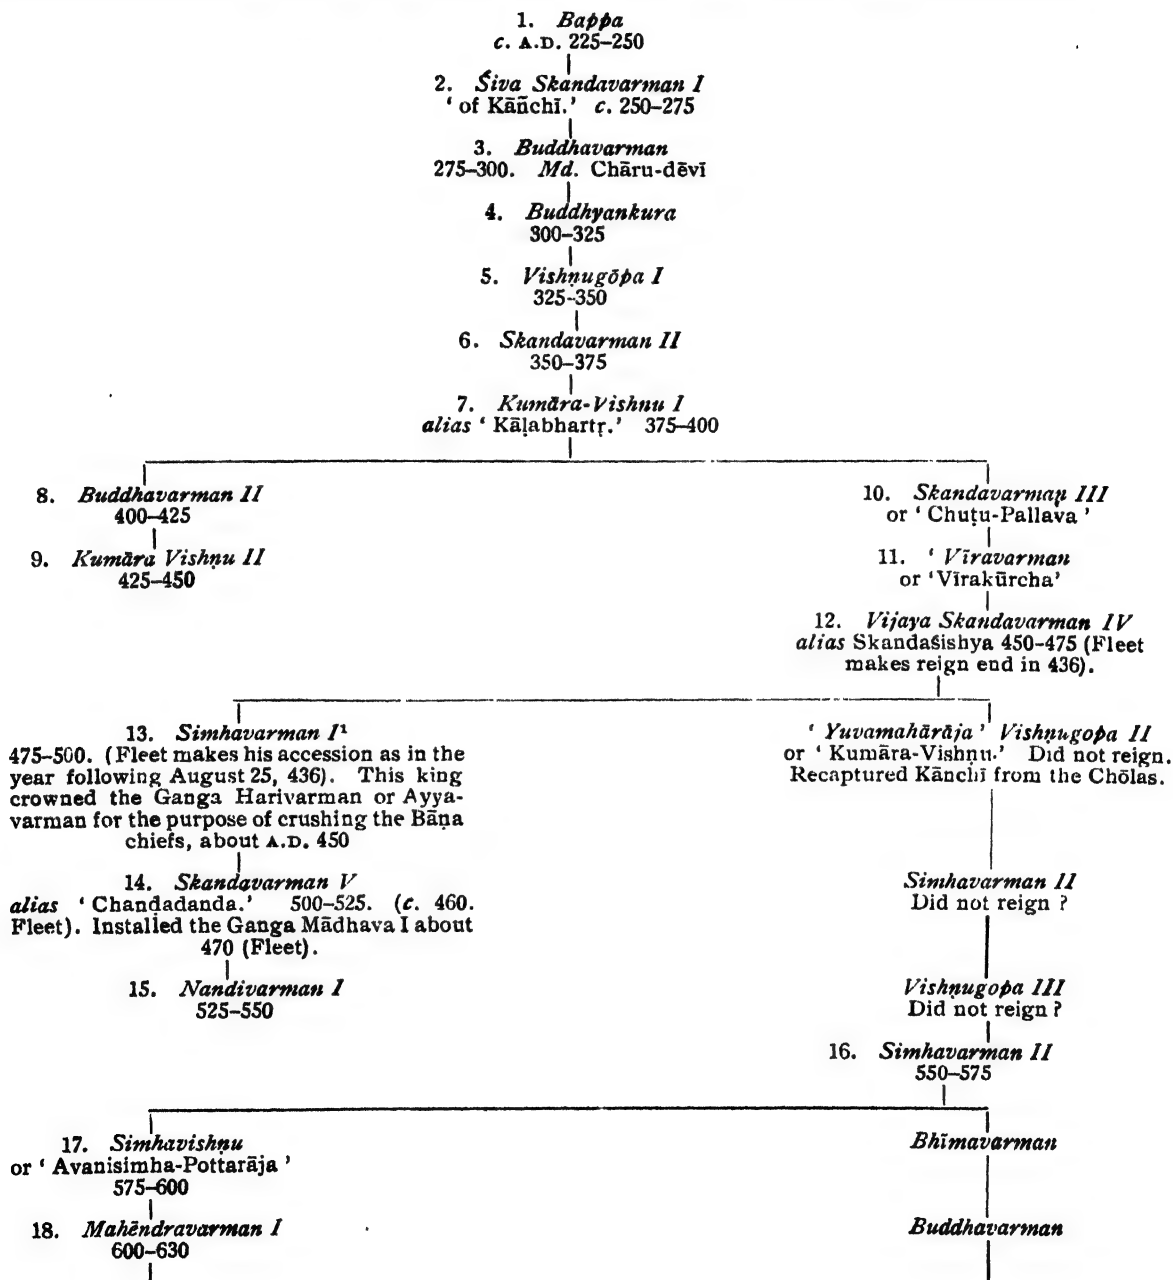 1. Bappa
c. A.D. 225–250
2. Śiva Skandavarman I
‘ of Kāñchī.’ c. 250–275
3. Buddhavarman
275–300. Md. Chāru-dēvī
4. Buddhyankura
300–325
5. Vishṇugōpa I
325–350
6. Skandavarman II
350–375
7. Kumāra-Vishnu I
alias ‘ Kāḷabhartṛ.’ 375–400
8. Buddhavarman II
400–425
9. Kumāra Vishṇu II
425–450
10. Skandavarmaṇ III
or ‘ Chuṭu-Pallava ’
11. ‘ Vīravarman
or ‘Vīrakūrcha’
12. Vijaya Skandavarman IV
alias Skandaśishya 450–475 (Fleet
makes reign end in 436).
13. Simhavarman I¹
475–500. (Fleet makes his accession as in the
year following August 25, 436). This king
crowned the Ganga Harivarman or Ayya-
varman for the purpose of crushing the Bāṇa
chiefs, about A.D. 450
14. Skandavarman V
alias ‘ Chandadanda.’ 500–525. (c. 460.
Fleet). Installed the Ganga Mādhava I about
470 (Fleet).
15. Nandivarman I
525–550
‘ Yuvamahārāja ’ Vishṇugopa II
or ‘ Kumāra-Vishṇu.’ Did not reign.
Recaptured Kānchī from the Chōlas.
Simhavarman II
Did not reign ?
Vishṇugopa III
Did not reign ?
16. Simhavarman II
550–575
17. Simhavishṇu
or ‘ Avanisimha-Pottarāja ’
575–600
18. Mahēndravarman I
600–630
Bhīmavarman
Buddhavarman